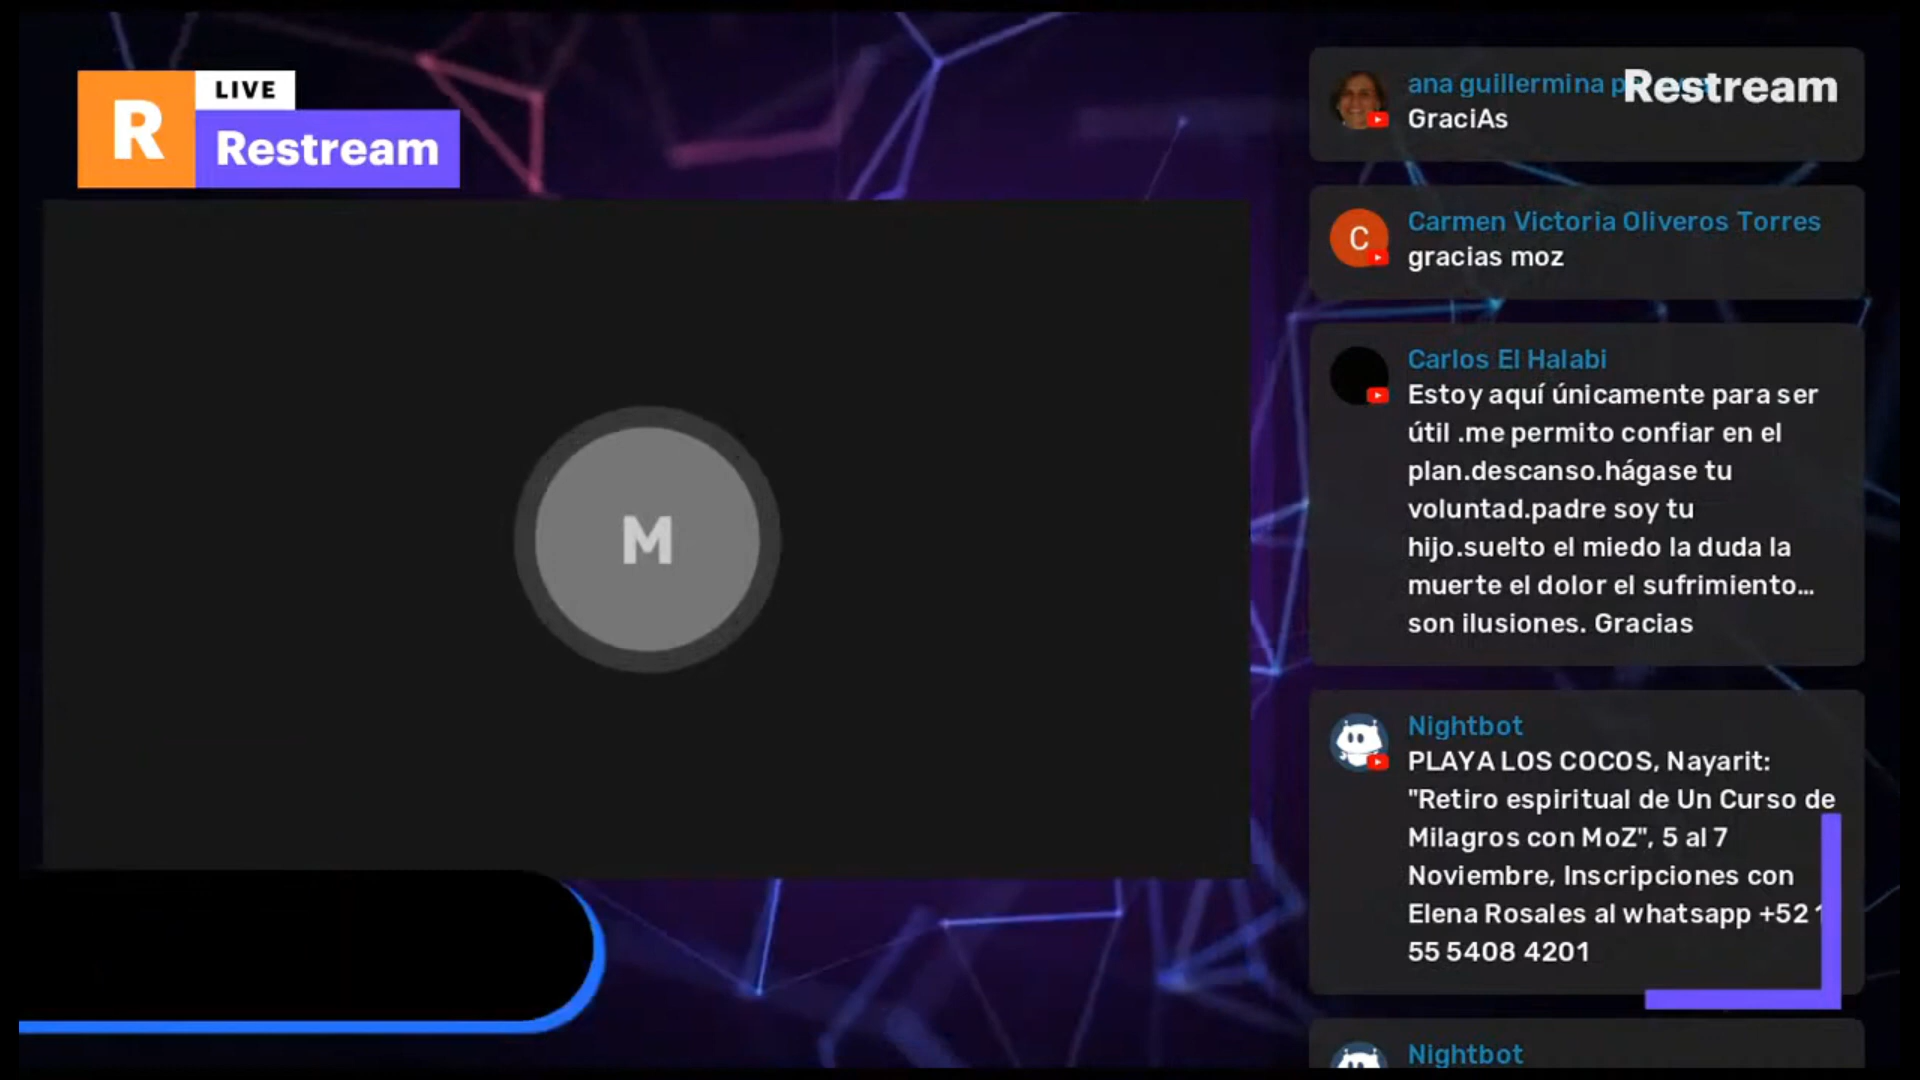 R
LIVE
Restream
M
Restream
ana guillermina
GraciAs
C
Carmen Victoria Oliveros Torres
gracias moz
Carlos El Halabi
Estoy aquí únicamente para ser
útil .me permito confiar en el
plan.descanso.hágase tu
voluntad.padre soy tu
hijo.suelto el miedo la duda la
muerte el dolor el sufrimiento...
son ilusiones. Gracias
Nightbot
PLAYA LOS COCOS, Nayarit:
"Retiro espiritual de Un Curso de
Milagros con MoZ", 5 al 7
Noviembre, Inscripciones con
Elena Rosales al whatsapp +52 1
55 5408 4201
Nightbot